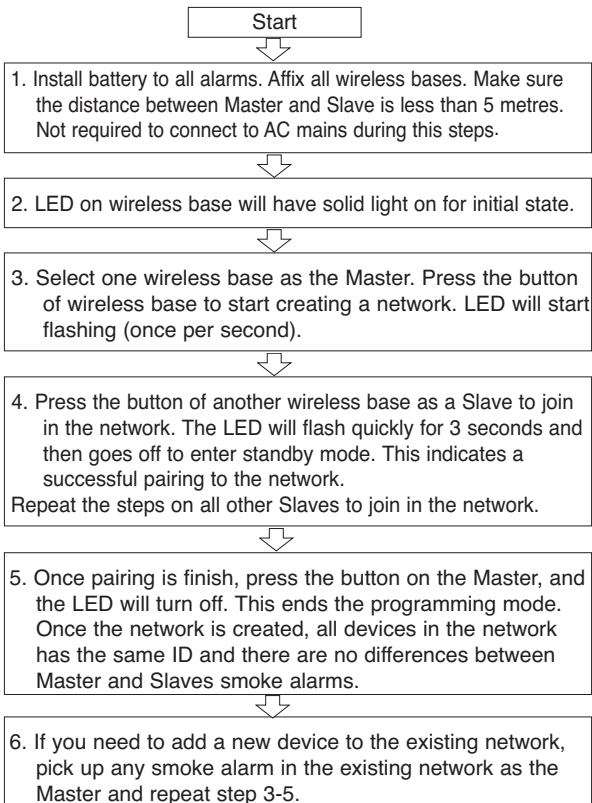 Start
1. Install battery to all alarms. Affix all wireless bases. Make sure
the distance between Master and Slave is less than 5 metres.
Not required to connect to AC mains during this steps.
2. LED on wireless base will have solid light on for initial state.
3. Select one wireless base as the Master. Press the button
of wireless base to start creating a network. LED will start
flashing (once per second).
4. Press the button of another wireless base as a Slave to join
in the network. The LED will flash quickly for 3 seconds and
then goes off to enter standby mode. This indicates a
successful pairing to the network.
Repeat the steps on all other Slaves to join in the network.
5. Once pairing is finish, press the button on the Master, and
the LED will turn off. This ends the programming mode.
Once the network is created, all devices in the network
has the same ID and there are no differences between
Master and Slaves smoke alarms.
6. If you need to add a new device to the existing network,
pick up any smoke alarm in the existing network as the
Master and repeat step 3-5.